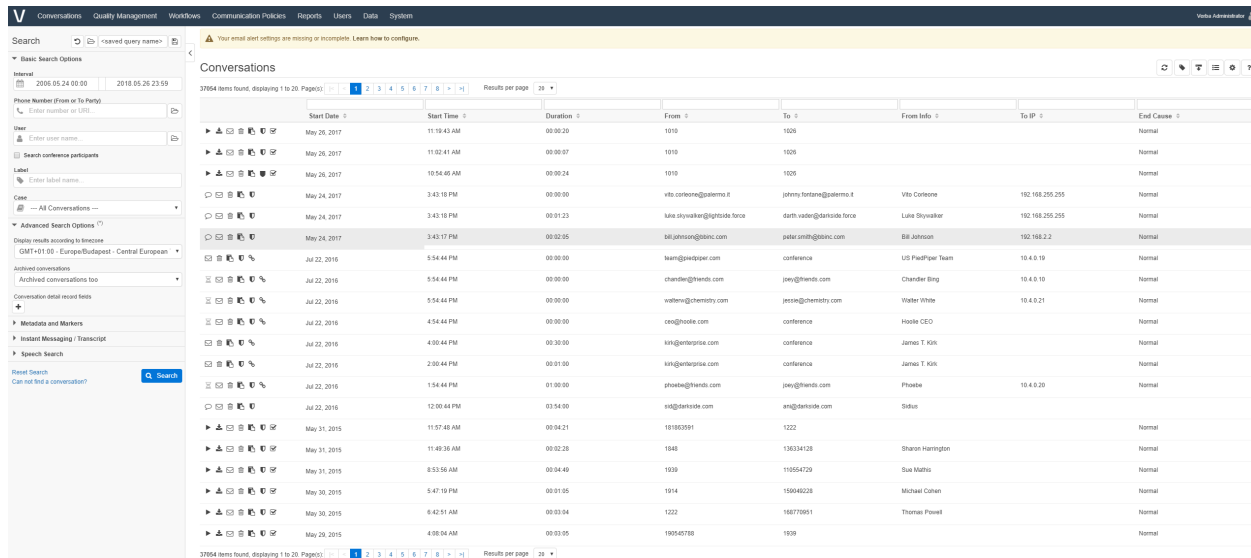 V Conversations Quality Management Workflows Communication Policies Reports Users Data System Verba Administrator
Search <saved query name>
Your email alert settings are missing or incomplete. Learn how to configure.
Basic Search Options
Interval
2006.05.24 00:00 2018.05.26 23:59
Phone Number (From or To Party)
Enter number or URI...
User
Enter user name...
Search conference participants
Label
Enter label name...
Case
--- All Conversations ---
Advanced Search Options (*)
Display results according to timezone
GMT+01:00 - Europe/Budapest - Central European
Archived conversations
Archived conversations too
Conversation detail record fields
+
Metadata and Markers
Instant Messaging / Transcript
Speech Search
Reset Search
Can not find a conversation?
Search
Conversations
37054 items found, displaying 1 to 20. Page(s): 1 2 3 4 5 6 7 8 Results per page 20
Start Date Start Time Duration From To From Info To IP End Cause
May 26, 2017 11:19:43 AM 00:00:20 1010 1026 Normal
May 26, 2017 11:02:41 AM 00:00:07 1010 1026 Normal
May 26, 2017 10:54:46 AM 00:00:24 1010 1026 Normal
May 24, 2017 3:43:18 PM 00:00:00 vito.corleone@palermo.it johnny.fontane@palermo.it Vito Corleone 192.168.255.255 Normal
May 24, 2017 3:43:18 PM 00:01:23 luke.skywalker@lightside.force darth.vader@darkside.force Luke Skywalker 192.168.255.255 Normal
May 24, 2017 3:43:17 PM 00:02:05 bill.johnson@bbinc.com peter.smith@bbinc.com Bill Johnson 192.168.2.2 Normal
Jul 22, 2016 5:54:44 PM 00:00:00 team@piedpiper.com conference US PiedPiper Team 10.4.0.19 Normal
Jul 22, 2016 5:54:44 PM 00:00:00 chandler@friends.com joey@friends.com Chandler Bing 10.4.0.10 Normal
Jul 22, 2016 5:54:44 PM 00:00:00 walterw@chemistry.com jessie@chemistry.com Walter White 10.4.0.21 Normal
Jul 22, 2016 4:54:44 PM 00:00:00 ceo@hoolie.com conference Hoolie CEO Normal
Jul 22, 2016 4:00:44 PM 00:30:00 kirk@enterprise.com conference James T. Kirk Normal
Jul 22, 2016 2:00:44 PM 00:01:00 kirk@enterprise.com conference James T. Kirk Normal
Jul 22, 2016 1:54:44 PM 01:00:00 phoebe@friends.com joey@friends.com Phoebe 10.4.0.20 Normal
Jul 22, 2016 12:00:44 PM 03:54:00 sid@darkside.com ani@darkside.com Sidius
May 31, 2015 11:57:48 AM 00:04:21 181863591 1222 Normal
May 31, 2015 11:49:36 AM 00:02:28 1848 136334128 Sharon Harrington Normal
May 31, 2015 8:53:56 AM 00:04:49 1939 110554729 Sue Mathis Normal
May 30, 2015 5:47:19 PM 00:01:05 1914 159049228 Michael Cohen Normal
May 30, 2015 6:42:51 AM 00:03:04 1222 168770951 Thomas Powell Normal
May 29, 2015 4:08:04 AM 00:03:05 190545788 1939 Normal
37054 items found, displaying 1 to 20. Page(s): 1 2 3 4 5 6 7 8 Results per page 20